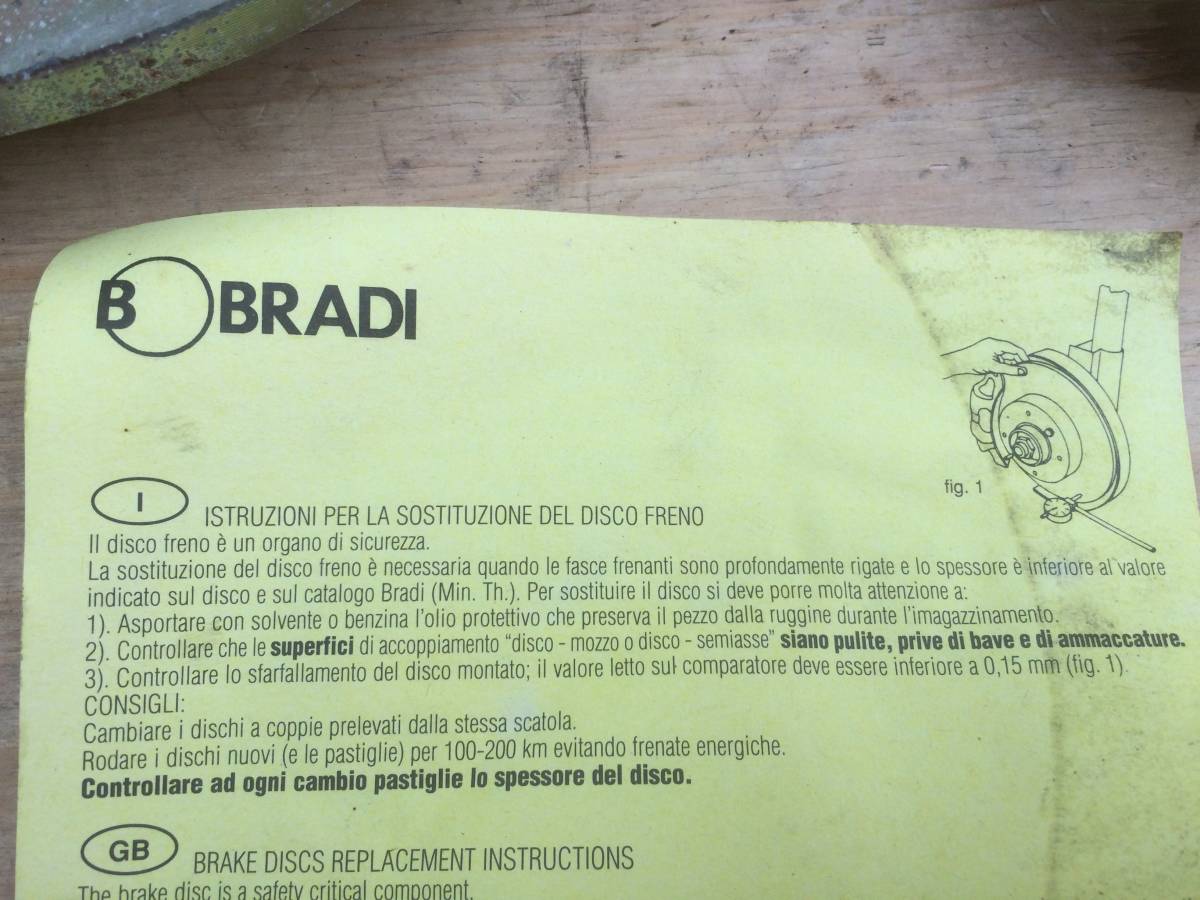 B BRADI
fig. 1
I ISTRUZIONI PER LA SOSTITUZIONE DEL DISCO FRENO
Il disco freno è un organo di sicurezza.
La sostituzione del disco freno è necessaria quando le fasce frenanti sono profondamente rigate e lo spessore è inferiore al valore
indicato sul disco e sul catalogo Bradi (Min. Th.). Per sostituire il disco si deve porre molta attenzione a:
1). Asportare con solvente o benzina l'olio protettivo che preserva il pezzo dalla ruggine durante l'imagazzinamento.
2). Controllare che le superfici di accoppiamento “disco - mozzo o disco - semiasse” siano pulite, prive di bave e di ammaccature.
3). Controllare lo sfarfallamento del disco montato; il valore letto sul comparatore deve essere inferiore a 0,15 mm (fig. 1).
CONSIGLI:
Cambiare i dischi a coppie prelevati dalla stessa scatola.
Rodare i dischi nuovi (e le pastiglie) per 100-200 km evitando frenate energiche.
Controllare ad ogni cambio pastiglie lo spessore del disco.
GB BRAKE DISCS REPLACEMENT INSTRUCTIONS
The brake disc is a safety critical component.